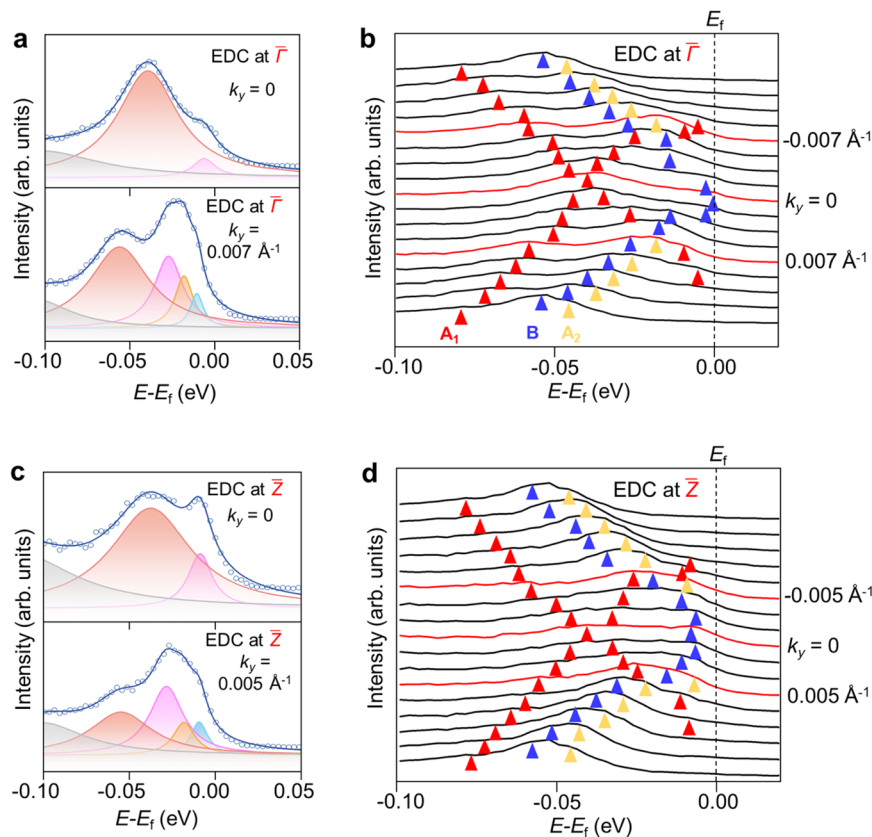 a
EDC at Γ̅
k_y = 0
EDC at Γ̅
k_y =
0.007 Å⁻¹
Intensity (arb. units)
-0.10 -0.05 0.00 0.05
E-E_f (eV)
b
E_f
EDC at Γ̅
-0.007 Å⁻¹
k_y = 0
0.007 Å⁻¹
A₁ B A₂
Intensity (arb. units)
-0.10 -0.05 0.00
E-E_f (eV)
c
EDC at Z̅
k_y = 0
EDC at Z̅
k_y =
0.005 Å⁻¹
Intensity (arb. units)
-0.10 -0.05 0.00 0.05
E-E_f (eV)
d
E_f
EDC at Z̅
-0.005 Å⁻¹
k_y = 0
0.005 Å⁻¹
Intensity (arb. units)
-0.10 -0.05 0.00
E-E_f (eV)